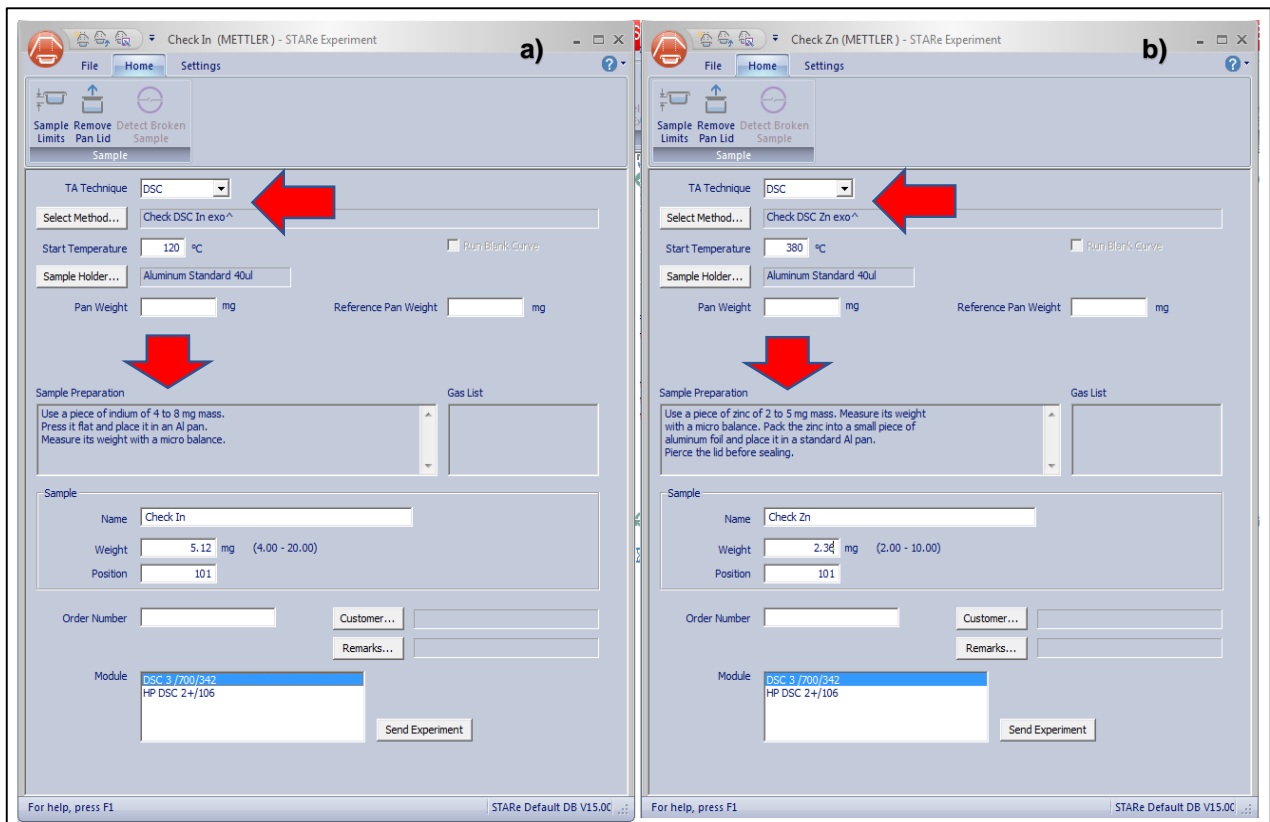 Check In (METTLER ) - STARe Experiment
a)
File Home Settings
Sample Limits
Remove Pan Lid
Detect Broken Sample
Sample
TA Technique DSC
Select Method... Check DSC In exo^
Start Temperature 120 °C
Run Blank Curve
Sample Holder... Aluminum Standard 40ul
Pan Weight mg Reference Pan Weight mg
Sample Preparation Gas List
Use a piece of indium of 4 to 8 mg mass.
Press it flat and place it in an Al pan.
Measure its weight with a micro balance.
Sample
Name Check In
Weight 5.12 mg (4.00 - 20.00)
Position 101
Order Number Customer...
Remarks...
Module DSC 3 /700/342
HP DSC 2+/106
Send Experiment
For help, press F1 STARe Default DB V15.00
Check Zn (METTLER) - STARe Experiment
b)
File Home Settings
Sample Limits
Remove Pan Lid
Detect Broken Sample
Sample
TA Technique DSC
Select Method... Check DSC Zn exo^
Start Temperature 380 °C
Run Blank Curve
Sample Holder... Aluminum Standard 40ul
Pan Weight mg Reference Pan Weight mg
Sample Preparation Gas List
Use a piece of zinc of 2 to 5 mg mass. Measure its weight
with a micro balance. Pack the zinc into a small piece of
aluminum foil and place it in a standard Al pan.
Pierce the lid before sealing.
Sample
Name Check Zn
Weight 2.36 mg (2.00 - 10.00)
Position 101
Order Number Customer...
Remarks...
Module DSC 3 /700/342
HP DSC 2+/106
Send Experiment
For help, press F1 STARe Default DB V15.00